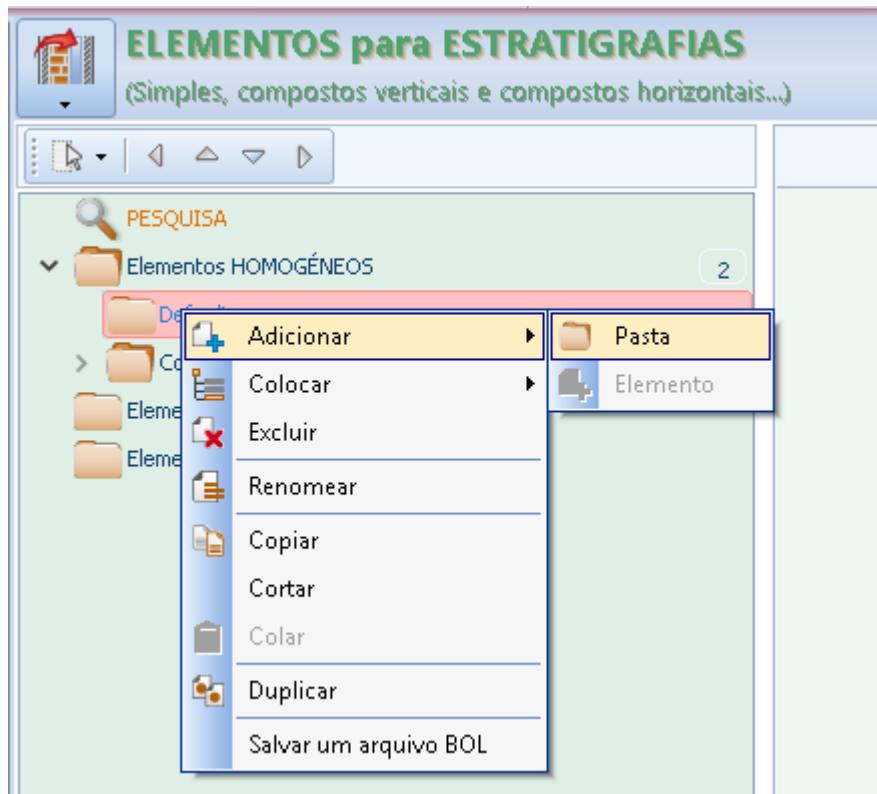 ELEMENTOS para ESTRATIGRAFIAS
(Simples, compostos verticais e compostos horizontais...)
PESQUISA
Elementos HOMOGÉNEOS 2
Adicionar
Pasta
Colocar
Elemento
Excluir
Renomear
Copiar
Cortar
Colar
Duplicar
Salvar um arquivo BOL